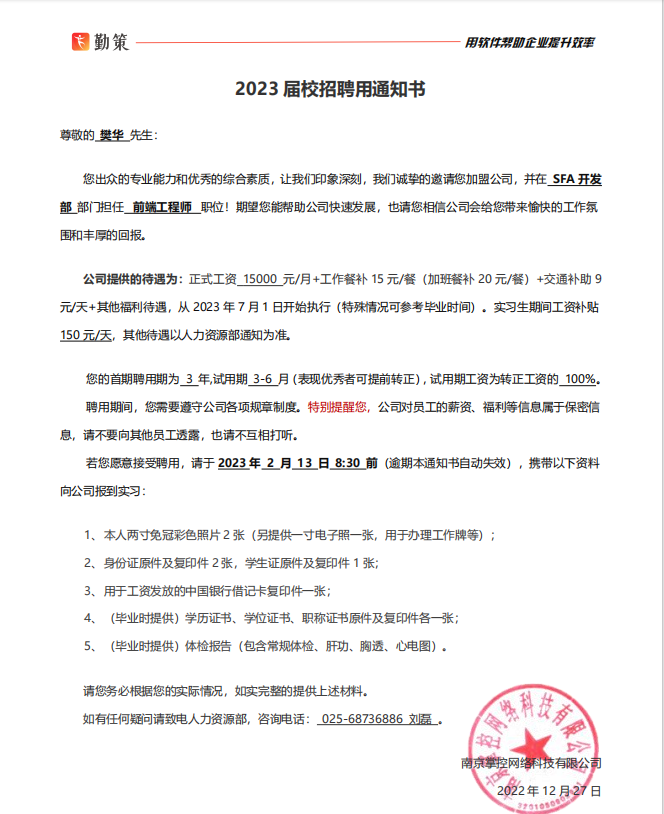 勤策
用软件帮助企业提升效率
2023 届校招聘用通知书
尊敬的 樊华 先生：
您出众的专业能力和优秀的综合素质，让我们印象深刻，我们诚挚的邀请您加盟公司，并在 SFA 开发
部 部门担任 前端工程师 职位！期望您能帮助公司快速发展，也请您相信公司会给您带来愉快的工作氛
围和丰厚的回报。
公司提供的待遇为：正式工资 15000 元/月+工作餐补 15 元/餐（加班餐补 20 元/餐）+交通补助 9
元/天+其他福利待遇，从 2023 年 7 月 1 日开始执行（特殊情况可参考毕业时间）。实习生期间工资补贴
150 元/天，其他待遇以人力资源部通知为准。
您的首期聘用期为 3 年,试用期 3-6 月（表现优秀者可提前转正）, 试用期工资为转正工资的 100%。
聘用期间，您需要遵守公司各项规章制度。特别提醒您，公司对员工的薪资、福利等信息属于保密信
息，请不要向其他员工透露，也请不互相打听。
若您愿意接受聘用，请于 2023 年 2 月 13 日 8:30 前（逾期本通知书自动失效），携带以下资料
向公司报到实习：
1、本人两寸免冠彩色照片 2 张（另提供一寸电子照一张，用于办理工作牌等）；
2、身份证原件及复印件 2 张，学生证原件及复印件 1 张；
3、用于工资发放的中国银行借记卡复印件一张；
4、（毕业时提供）学历证书、学位证书、职称证书原件及复印件各一张；
5、（毕业时提供）体检报告（包含常规体检、肝功、胸透、心电图）。
请您务必根据您的实际情况，如实完整的提供上述材料。
如有任何疑问请致电人力资源部，咨询电话： 025-68736886 刘磊 。
南京掌控网络科技有限公司
南京掌控网络科技有限公司
2022 年 12 月 27 日